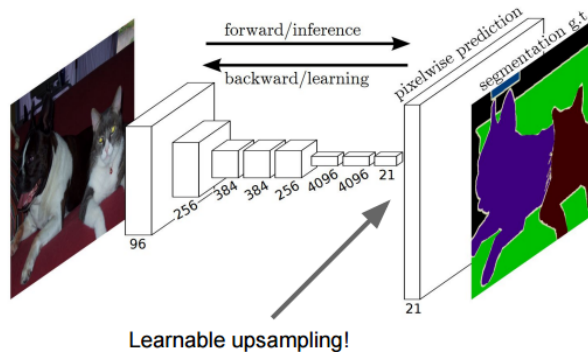 forward/inference
backward/learning
pixelwise prediction
segmentation g.t.
96
256
384
384
256
4096
4096
21
21
Learnable upsampling!